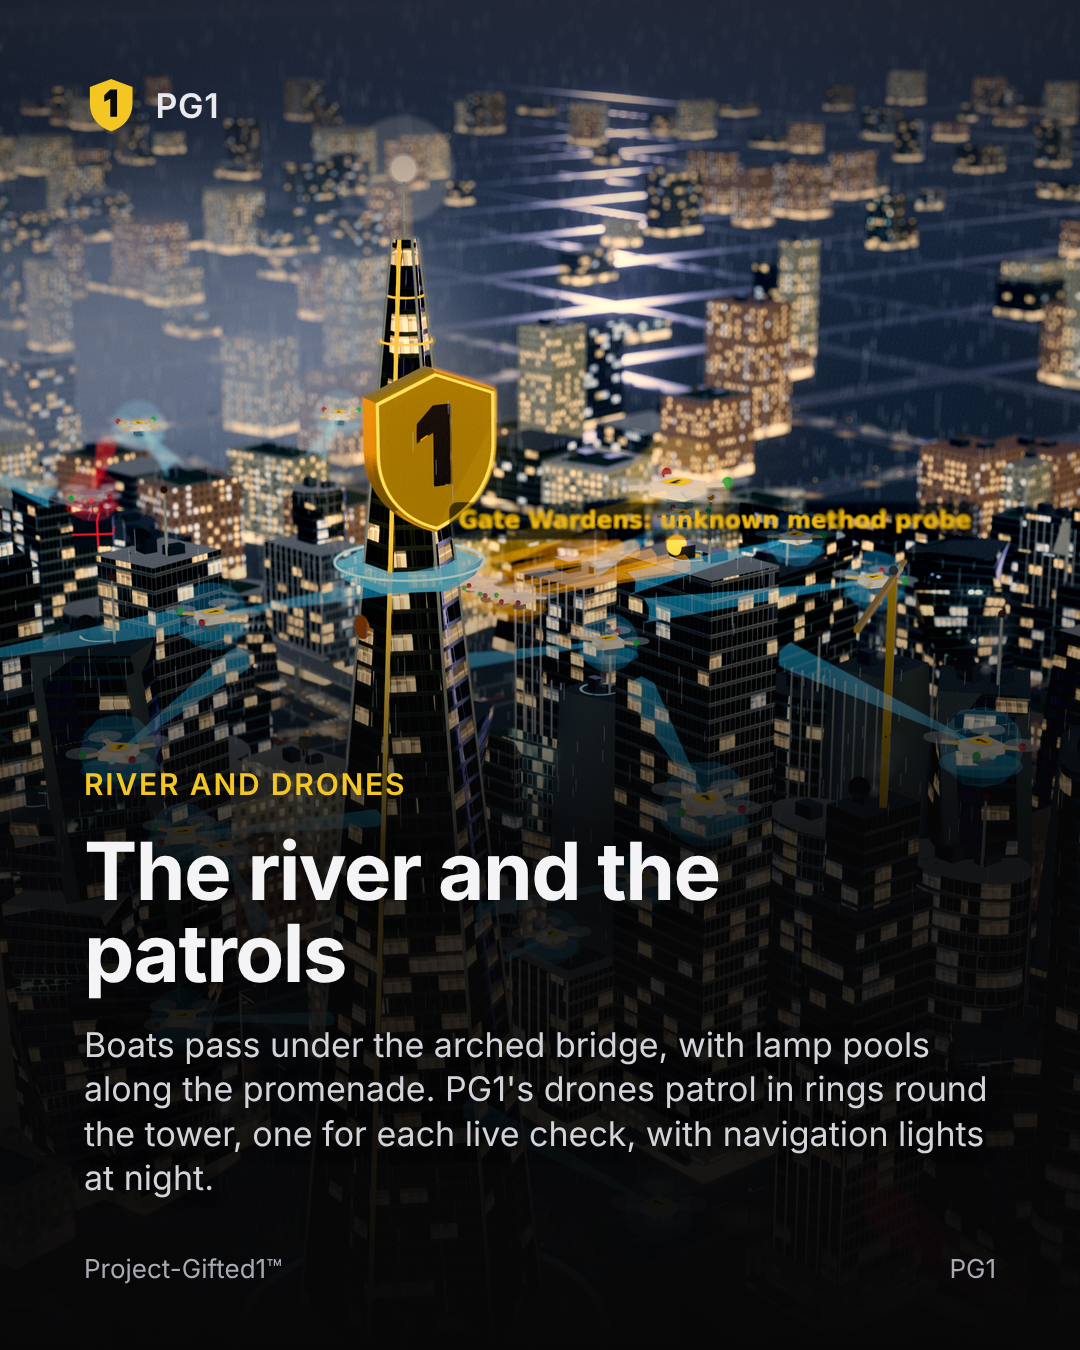 1 PG1
1
Gate Wardens: unknown method probe
RIVER AND DRONES
The river and the
patrols
Boats pass under the arched bridge, with lamp pools
along the promenade. PG1's drones patrol in rings round
the tower, one for each live check, with navigation lights
at night.
Project-Gifted1™ PG1